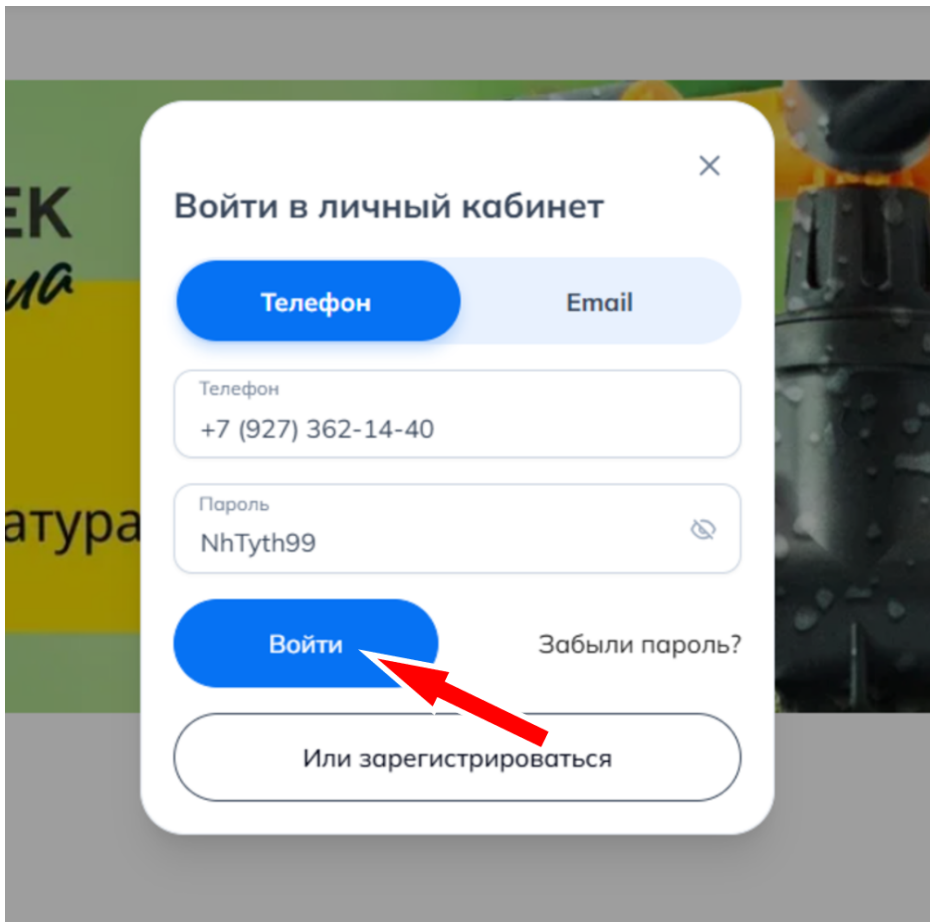 ЕК
Войти в личный кабинет
Телефон Email
Телефон
+7 (927) 362-14-40
Пароль
NhTyth99
атура
Войти Забыли пароль?
Или зарегистрироваться